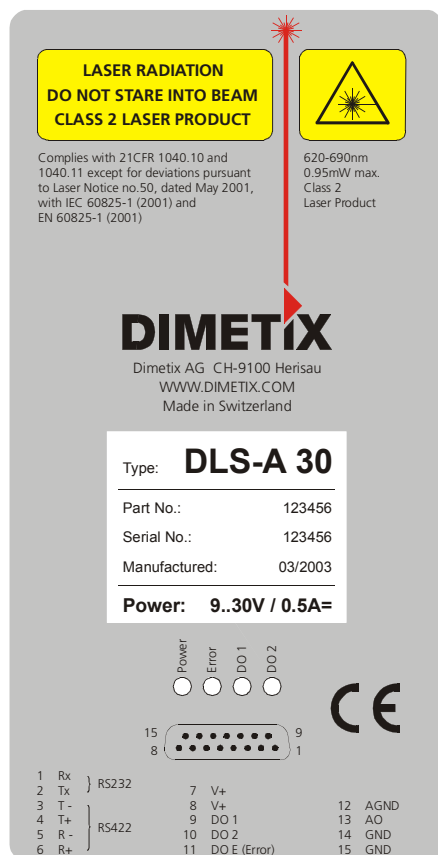 LASER RADIATION
DO NOT STARE INTO BEAM
CLASS 2 LASER PRODUCT
Complies with 21CFR 1040.10 and
1040.11 except for deviations pursuant
to Laser Notice no.50, dated May 2001,
with IEC 60825-1 (2001) and
EN 60825-1 (2001)
620-690nm
0.95mW max.
Class 2
Laser Product
DIMETIX
Dimetix AG CH-9100 Herisau
WWW.DIMETIX.COM
Made in Switzerland
Type: DLS-A 30
Part No.: 123456
Serial No.: 123456
Manufactured: 03/2003
Power: 9..30V / 0.5A=
Power
Error
DO 1
DO 2
CE
15 9
8 1
1 Rx
2 Tx
RS232
3 T -
4 T+
5 R -
6 R+
RS422
7 V+
8 V+
9 DO 1
10 DO 2
11 DO E (Error)
12 AGND
13 AO
14 GND
15 GND